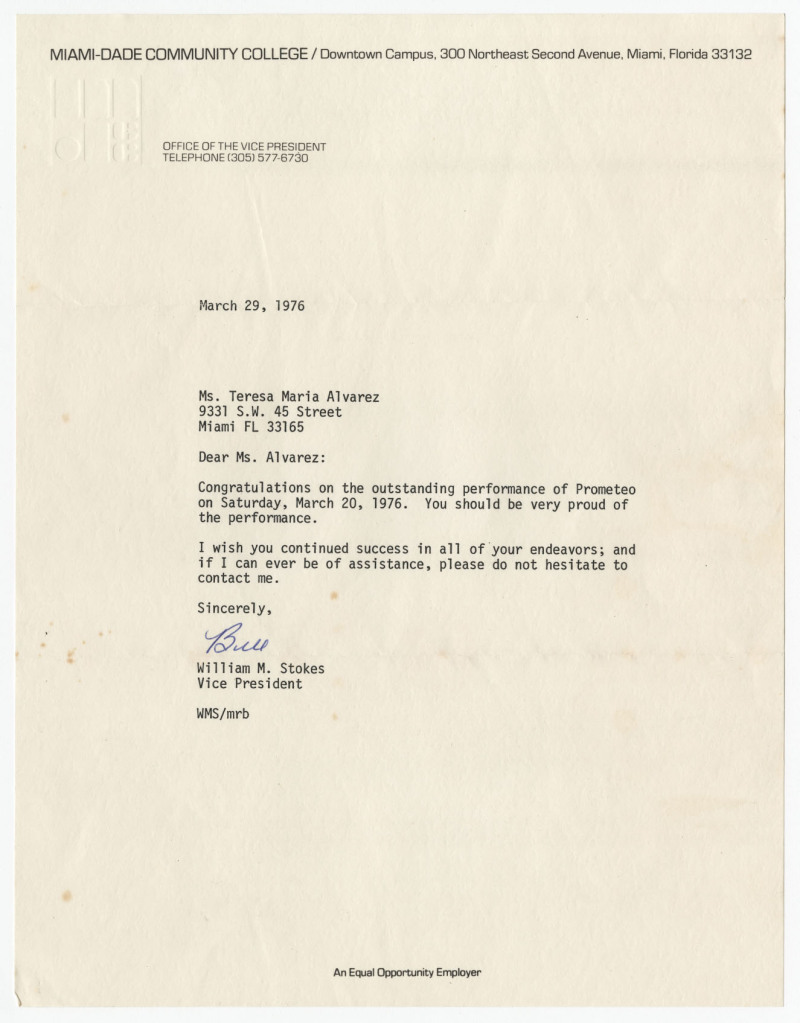 MIAMI-DADE COMMUNITY COLLEGE / Downtown Campus, 300 Northeast Second Avenue, Miami, Florida 33132
OFFICE OF THE VICE PRESIDENT
TELEPHONE (305) 577-6730
March 29, 1976
Ms. Teresa Maria Alvarez
9331 S.W. 45 Street
Miami FL 33165
Dear Ms. Alvarez:
Congratulations on the outstanding performance of Prometeo
on Saturday, March 20, 1976. You should be very proud of
the performance.
I wish you continued success in all of your endeavors; and
if I can ever be of assistance, please do not hesitate to
contact me.
Sincerely,
Bill
William M. Stokes
Vice President
WMS/mrb
An Equal Opportunity Employer